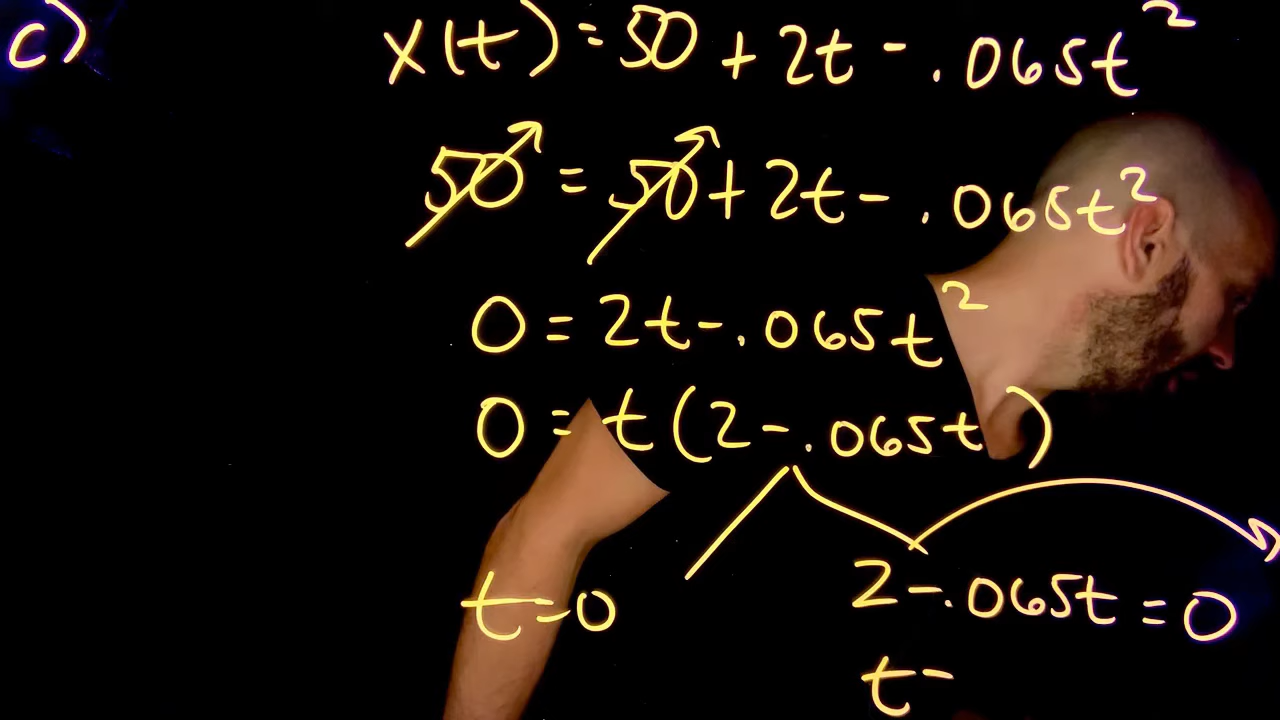 c) x(t) = 50 + 2t - .065t²
50 = 50 + 2t - .065t²
0 = 2t - .065t²
0 = t(2 - .065t)
t = 0 2 - .065t = 0
t -